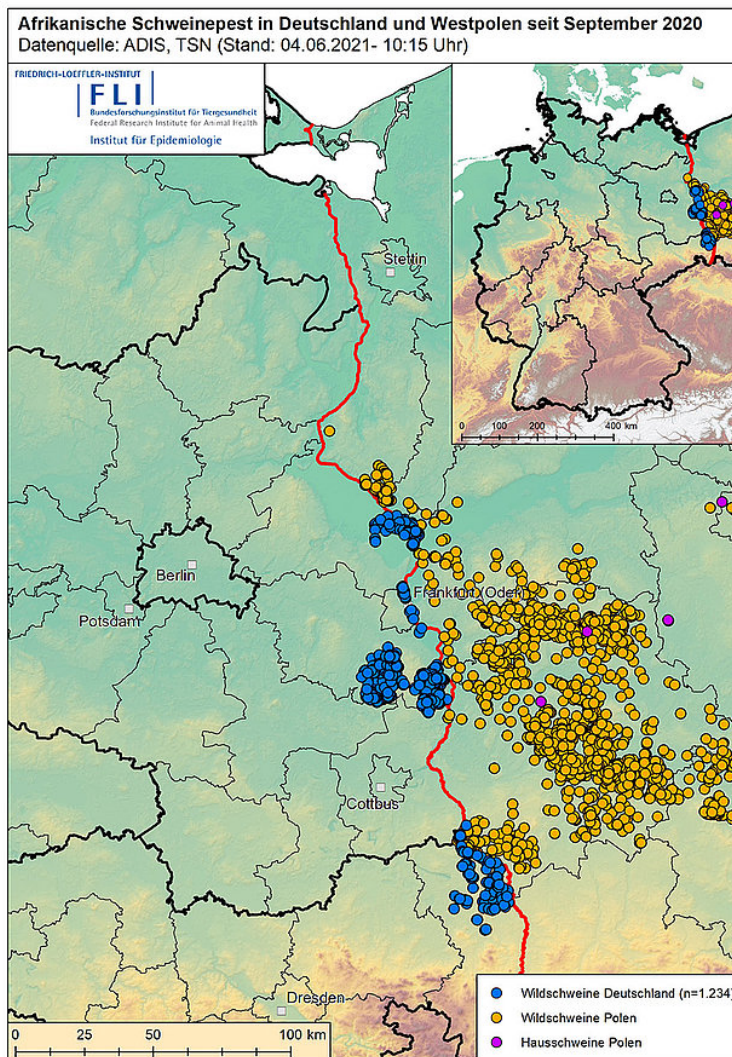 Afrikanische Schweinepest in Deutschland und Westpolen seit September 2020
Datenquelle: ADIS, TSN (Stand: 04.06.2021- 10:15 Uhr)
FRIEDRICH-LOEFFLER-INSTITUT
FLI
Bundesforschungsinstitut für Tiergesundheit
Federal Research Institute for Animal Health
Institut für Epidemiologie
Stettin
0 100 200 400 km
Berlin
Potsdam
Frankfurt (Oder)
Cottbus
Dresden
0 25 50 100 km
Wildschweine Deutschland (n=1.234)
Wildschweine Polen
Hausschweine Polen